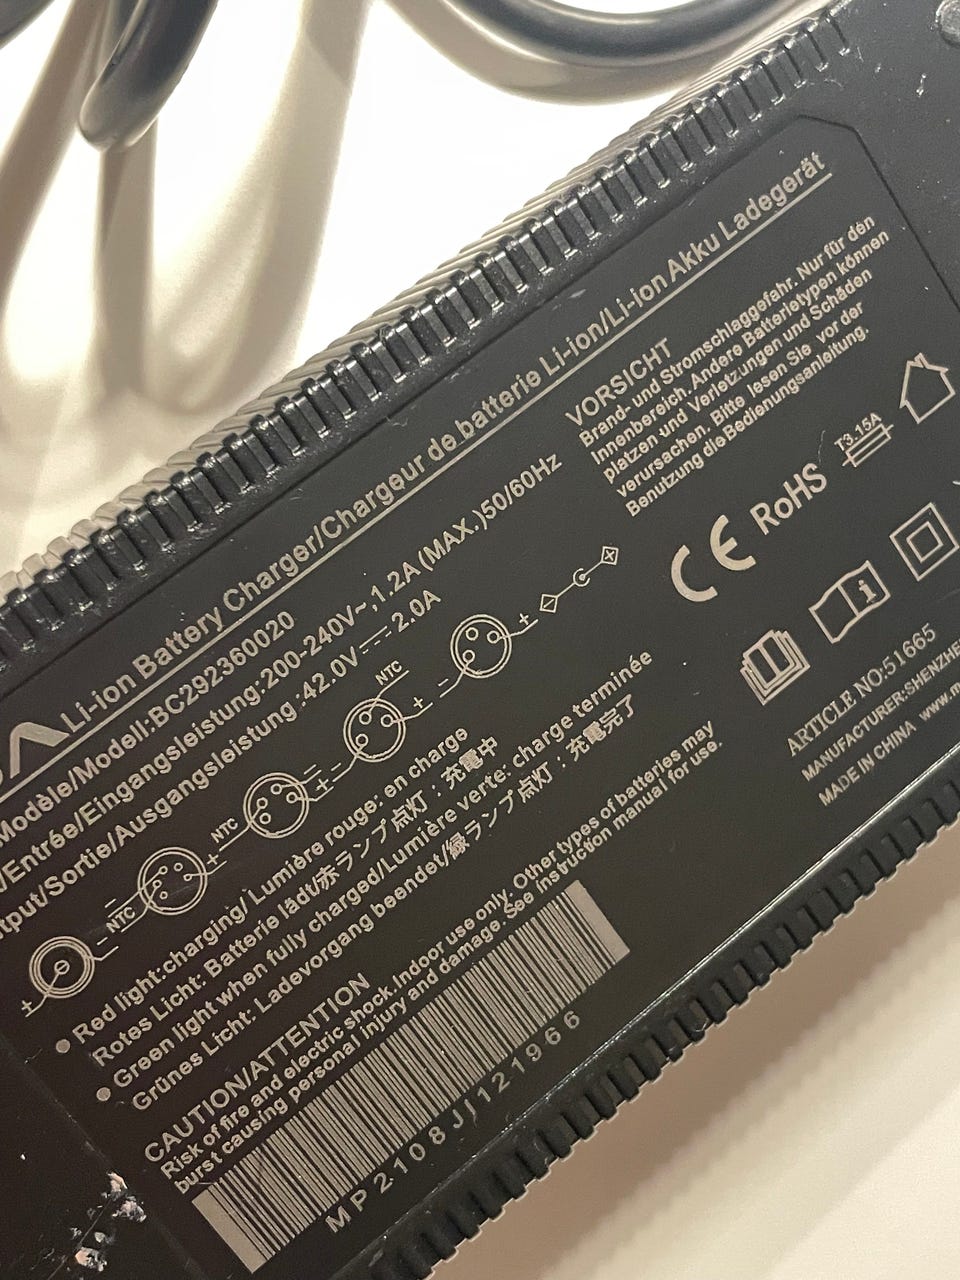 Li-ion Battery Charger/Chargeur de batterie Li-ion/Li-ion Akku Ladegerät
Modèle/Modell:BC292360020
/Entrée/Eingangsleistung:200-240V~,1.2A(MAX.)50/60Hz
tput/Sortie/Ausgangsleistung :42.0V⎓2.0A
+ - NTC + - NTC - + NTC - + - +
Red light:charging/ Lumière rouge: en charge
Rotes Licht: Batterie lädt/赤ランプ点灯：充電中
Green light when fully charged/Lumière verte: charge terminée
Grünes Licht: Ladevorgang beendet/緑ランプ点灯：充電完了
CAUTION/ATTENTION
Risk of fire and electric shock.Indoor use only. Other types of batteries may
burst causing personal injury and damage. See instruction manual for use.
MP2108JJ121966
VORSICHT
Brand- und Stromschlaggefahr. Nur für den
Innenbereich. Andere Batterietypen können
platzen und Verletzungen und Schäden
verursachen. Bitte lesen Sie vor der
Benutzung die Bedienungsanleitung.
CE RoHS T3.15A
i
ARTICLE NO:51665
MANUFACTURER:SHENZHE
MADE IN CHINA www.m